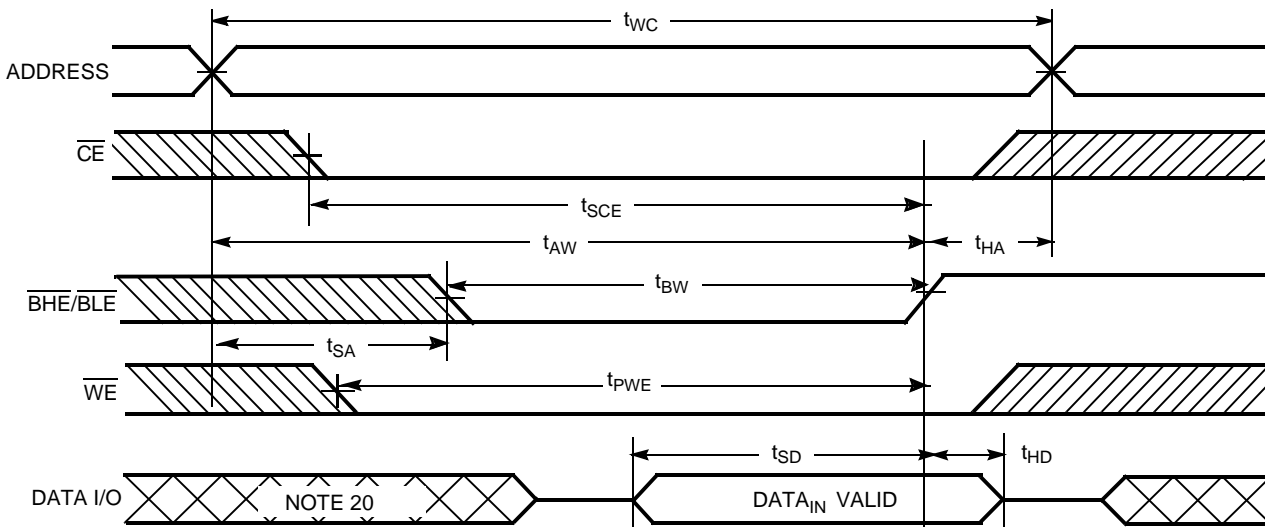 tWC
ADDRESS
CE
tSCE
tAW
tHA
BHE/BLE
tBW
tSA
WE
tPWE
tSD
tHD
DATA I/O
NOTE 20
DATAIN VALID